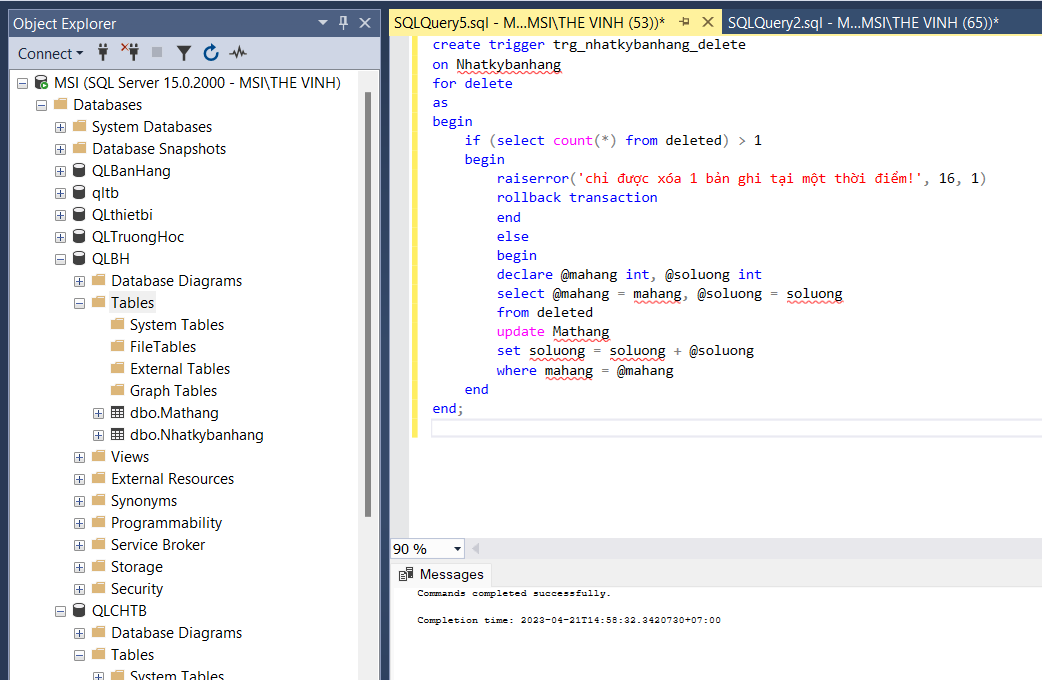 Object Explorer
Connect
MSI (SQL Server 15.0.2000 - MSI\THE VINH)
Databases
System Databases
Database Snapshots
QLBanHang
qltb
QLthietbi
QLTruongHoc
QLBH
Database Diagrams
Tables
System Tables
FileTables
External Tables
Graph Tables
dbo.Mathang
dbo.Nhatkybanhang
Views
External Resources
Synonyms
Programmability
Service Broker
Storage
Security
QLCHTB
Database Diagrams
Tables
System Tables
SQLQuery5.sql - M...MSI\THE VINH (53))*
SQLQuery2.sql - M...MSI\THE VINH (65))*
create trigger trg_nhatkybanhang_delete
on Nhatkybanhang
for delete
as
begin
if (select count(*) from deleted) > 1
begin
raiserror('chỉ được xóa 1 bản ghi tại một thời điểm!', 16, 1)
rollback transaction
end
else
begin
declare @mahang int, @soluong int
select @mahang = mahang, @soluong = soluong
from deleted
update Mathang
set soluong = soluong + @soluong
where mahang = @mahang
end
end;
90 %
Messages
Commands completed successfully.
Completion time: 2023-04-21T14:58:32.3420730+07:00